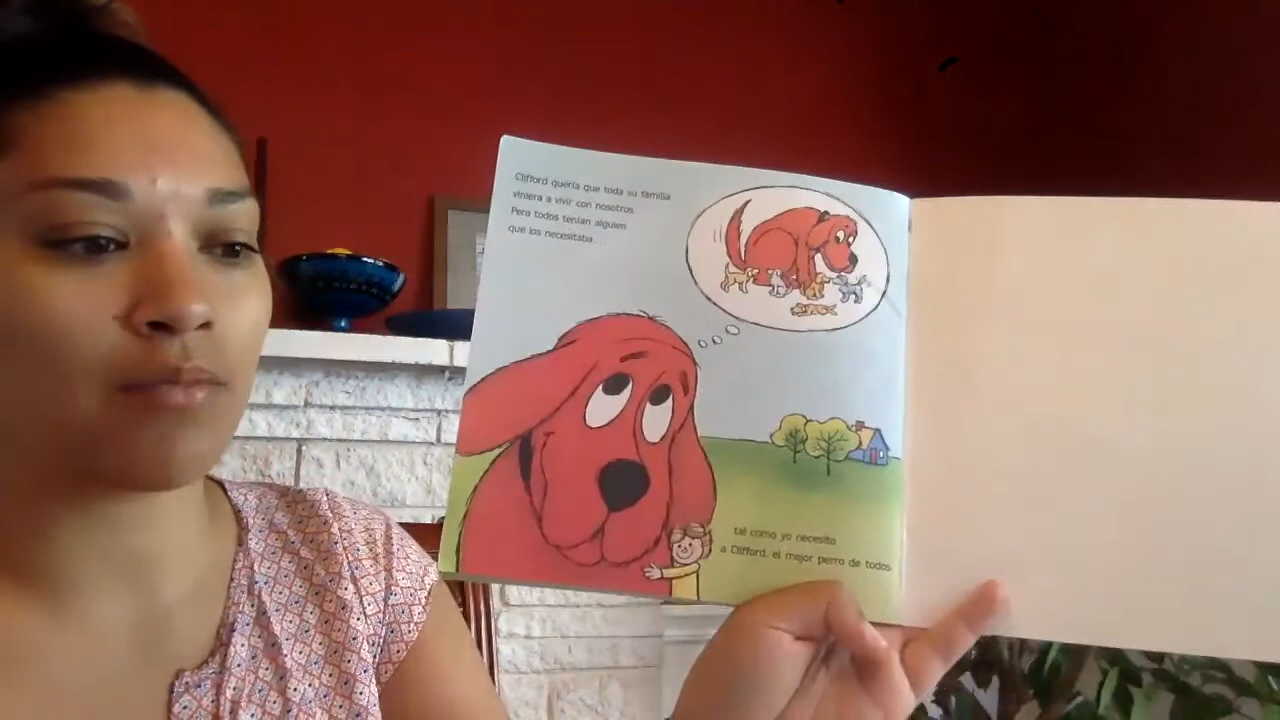 Clifford quería que toda su familia
viniera a vivir con nosotros.
Pero todos tenían alguien
que los necesitaba...
tal como yo necesito
a Clifford, el mejor perro de todos